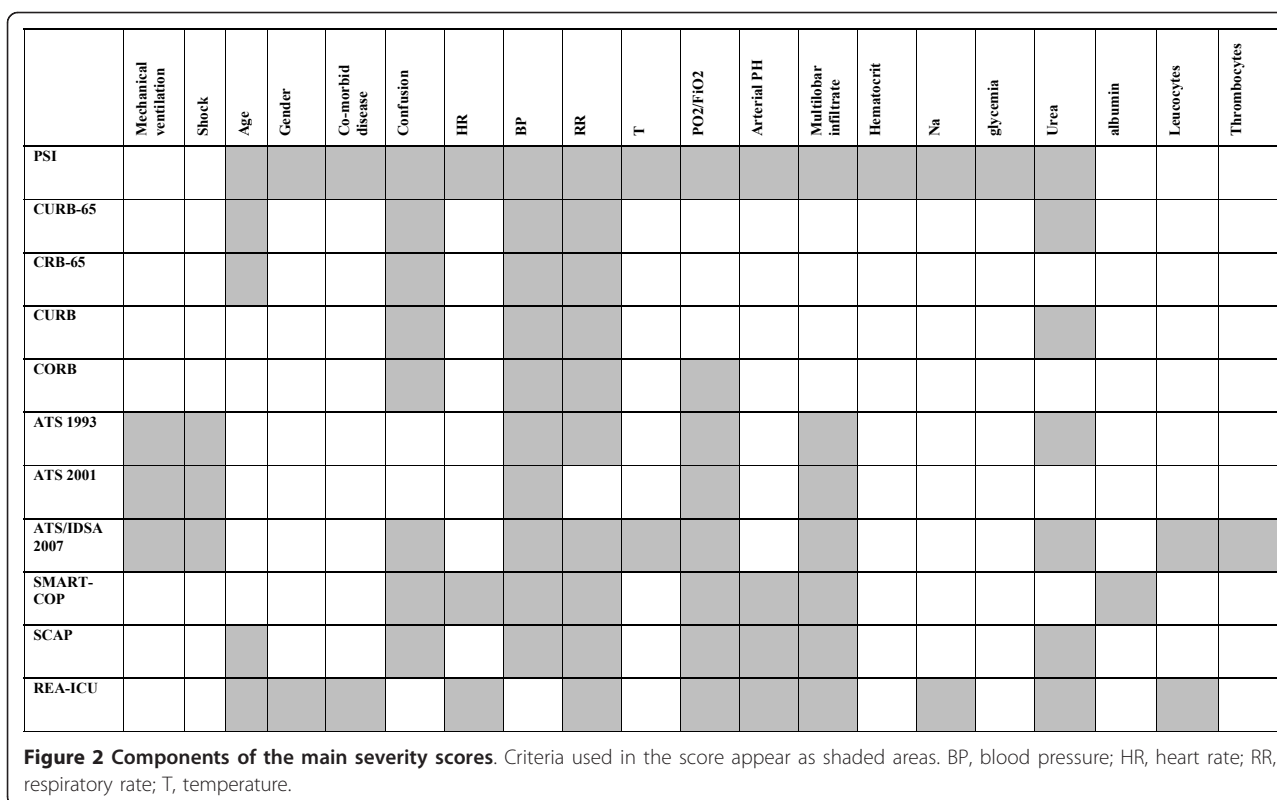 Mechanical
ventilation
Shock
Age
Gender
Co-morbid
disease
Confusion
HR
BP
RR
T
PO2/FiO2
Arterial PH
Multilobar
infiltrate
Hematocrit
Na
glycemia
Urea
albumin
Leucocytes
Thrombocytes
PSI
CURB-65
CRB-65
CURB
CORB
ATS 1993
ATS 2001
ATS/IDSA
2007
SMART-
COP
SCAP
REA-ICU
Figure 2 Components of the main severity scores. Criteria used in the score appear as shaded areas. BP, blood pressure; HR, heart rate; RR,
respiratory rate; T, temperature.